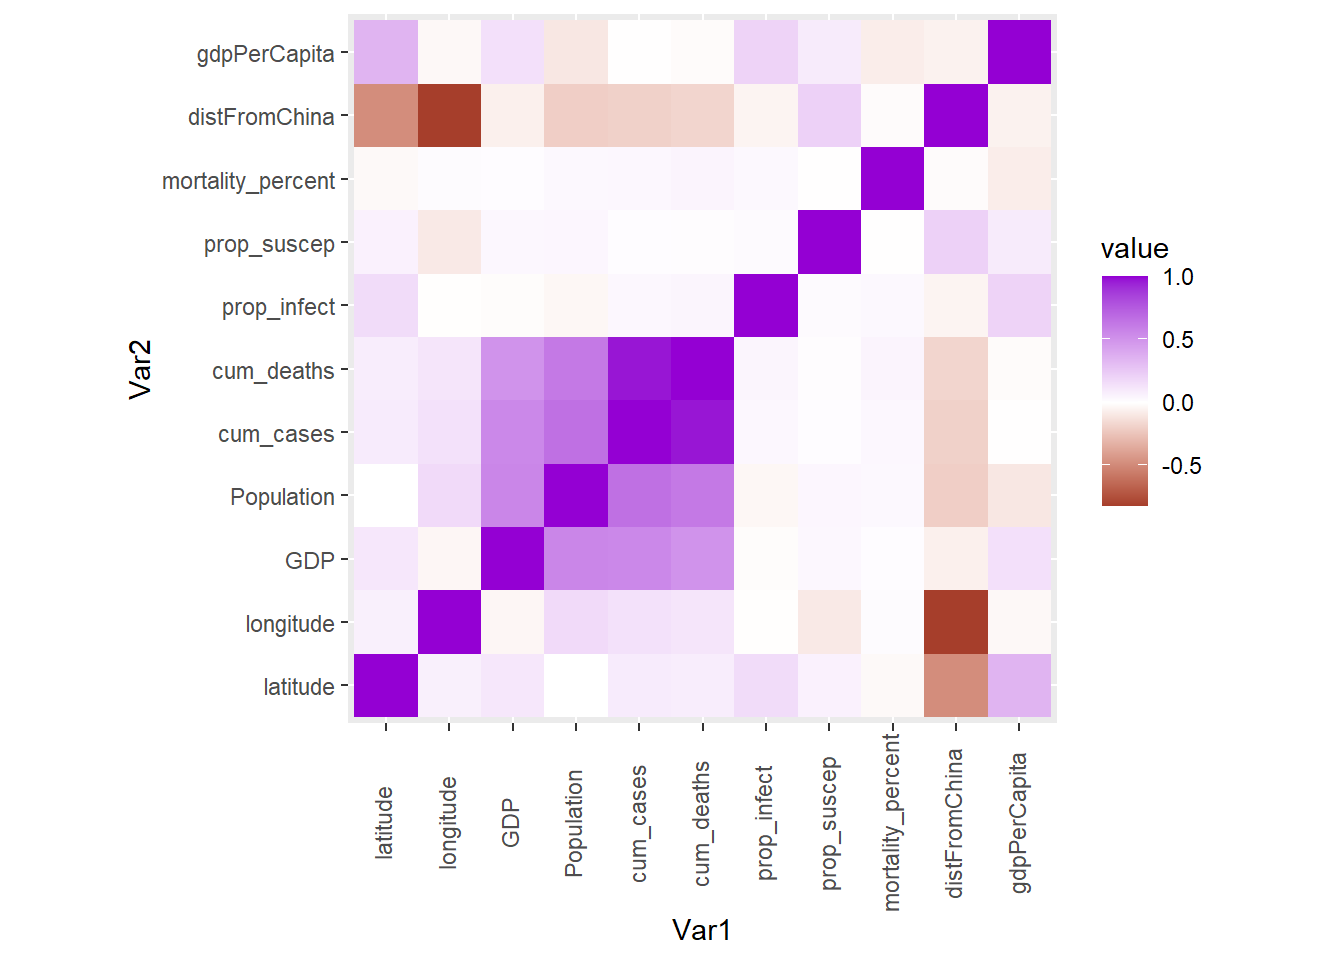 gdpPerCapita
distFromChina
mortality_percent
prop_suscep
prop_infect
cum_deaths
cum_cases
Population
GDP
longitude
latitude
Var2
latitude
longitude
GDP
Population
cum_cases
cum_deaths
prop_infect
prop_suscep
mortality_percent
distFromChina
gdpPerCapita
Var1
value
1.0
0.5
0.0
-0.5